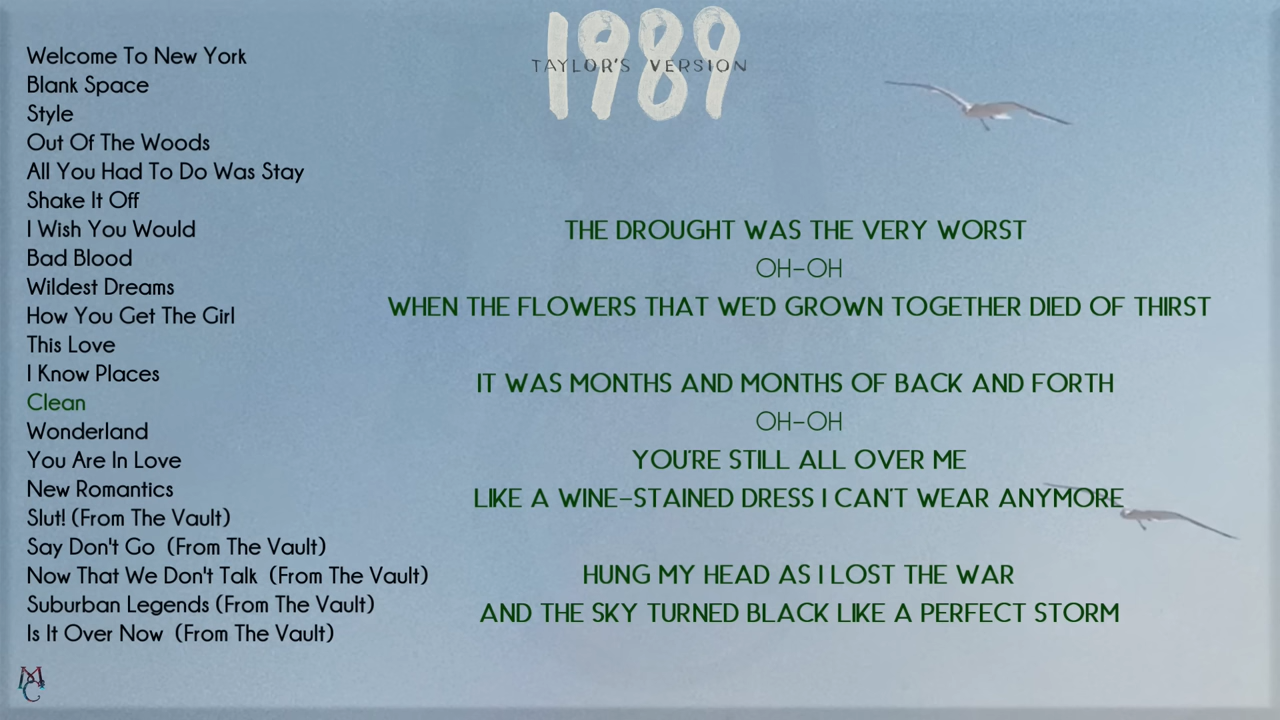 1989
TAYLOR'S VERSION
Welcome To New York
Blank Space
Style
Out Of The Woods
All You Had To Do Was Stay
Shake It Off
I Wish You Would
Bad Blood
Wildest Dreams
How You Get The Girl
This Love
I Know Places
Clean
Wonderland
You Are In Love
New Romantics
Slut! (From The Vault)
Say Don't Go (From The Vault)
Now That We Don't Talk (From The Vault)
Suburban Legends (From The Vault)
Is It Over Now (From The Vault)
THE DROUGHT WAS THE VERY WORST
OH-OH
WHEN THE FLOWERS THAT WE'D GROWN TOGETHER DIED OF THIRST
IT WAS MONTHS AND MONTHS OF BACK AND FORTH
OH-OH
YOU'RE STILL ALL OVER ME
LIKE A WINE-STAINED DRESS I CAN'T WEAR ANYMORE
HUNG MY HEAD AS I LOST THE WAR
AND THE SKY TURNED BLACK LIKE A PERFECT STORM